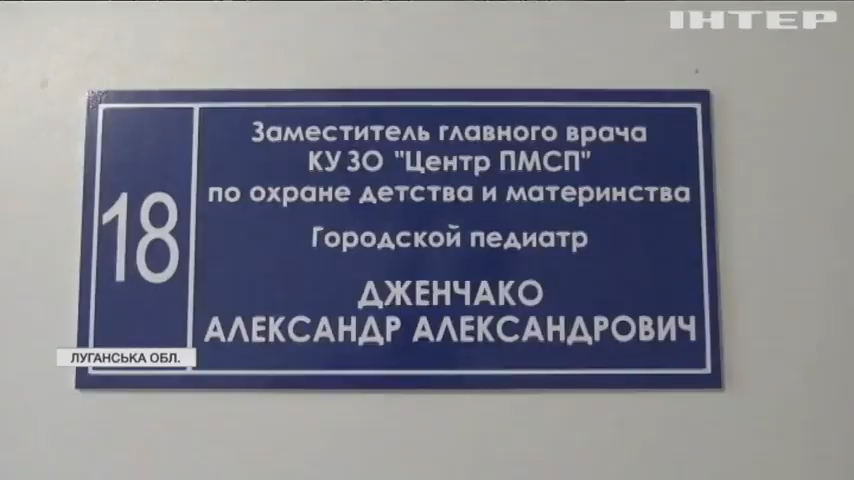 ІНТЕР
18
Заместитель главного врача
КУ ЗО "Центр ПМСП"
по охране детства и материнства
Городской педиатр
ДЖЕНЧАКО
АЛЕКСАНДР АЛЕКСАНДРОВИЧ
ЛУГАНСЬКА ОБЛ.